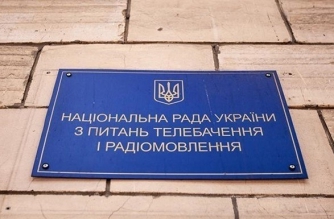 НАЦІОНАЛЬНА РАДА УКРАЇНИ
З ПИТАНЬ ТЕЛЕБАЧЕННЯ
І РАДІОМОВЛЕННЯ